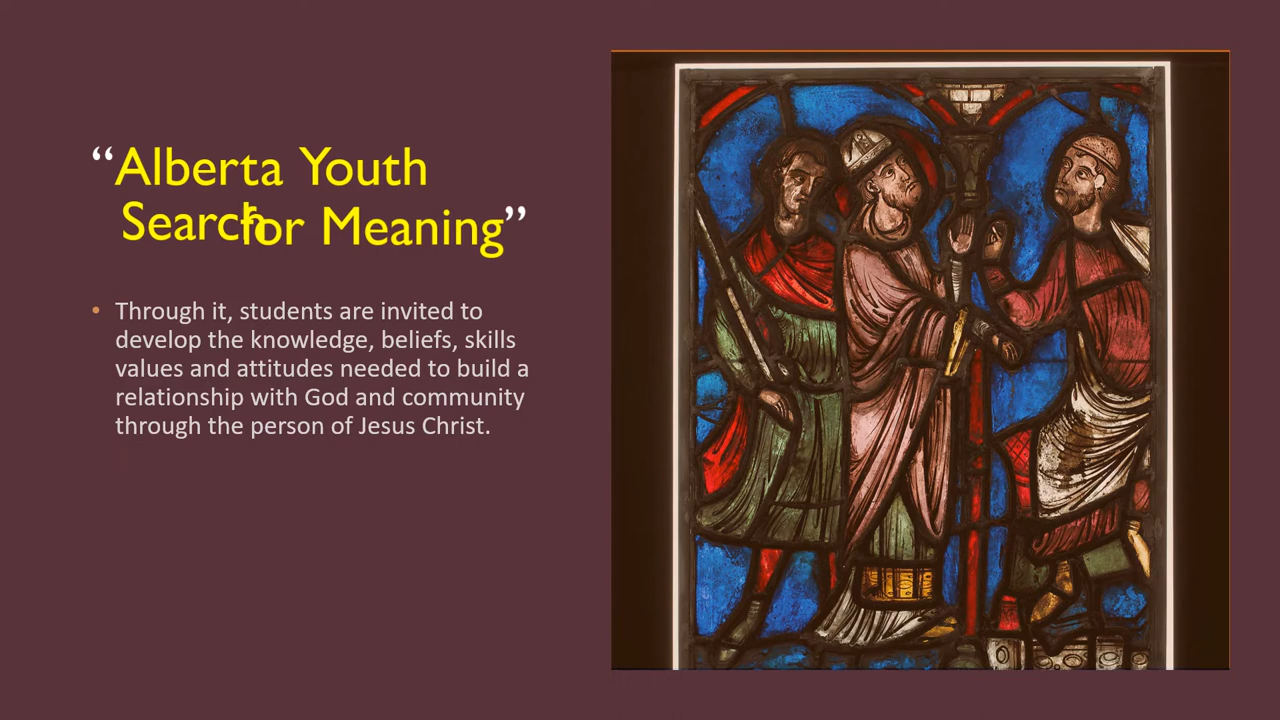 “Alberta Youth
Search for Meaning”
• Through it, students are invited to
develop the knowledge, beliefs, skills
values and attitudes needed to build a
relationship with God and community
through the person of Jesus Christ.